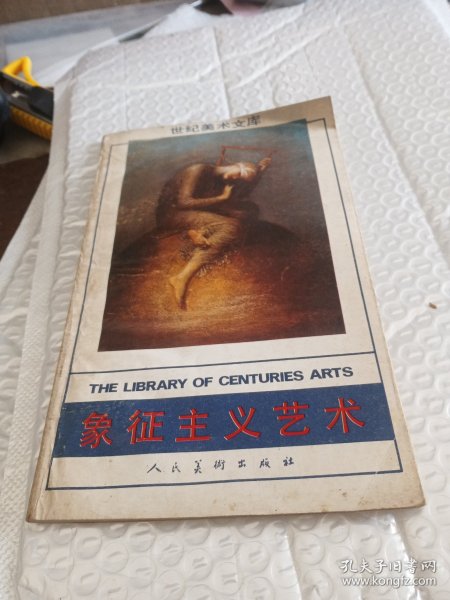 世纪美术文库
THE LIBRARY OF CENTURIES ARTS
象征主义艺术
人民美術出版社
孔夫子旧书网
www.kongfz.com